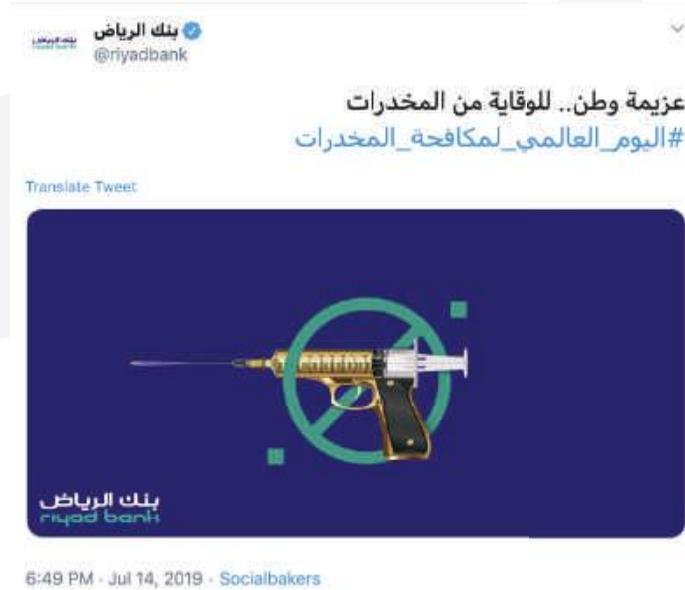 بنك الرياض
@riyadbank
عزيمة وطن.. للوقاية من المخدرات
#اليوم_العالمي_لمكافحة_المخدرات
Translate Tweet
بنك الرياض
riyad bank
6:49 PM - Jul 14, 2019 - Socialbakers